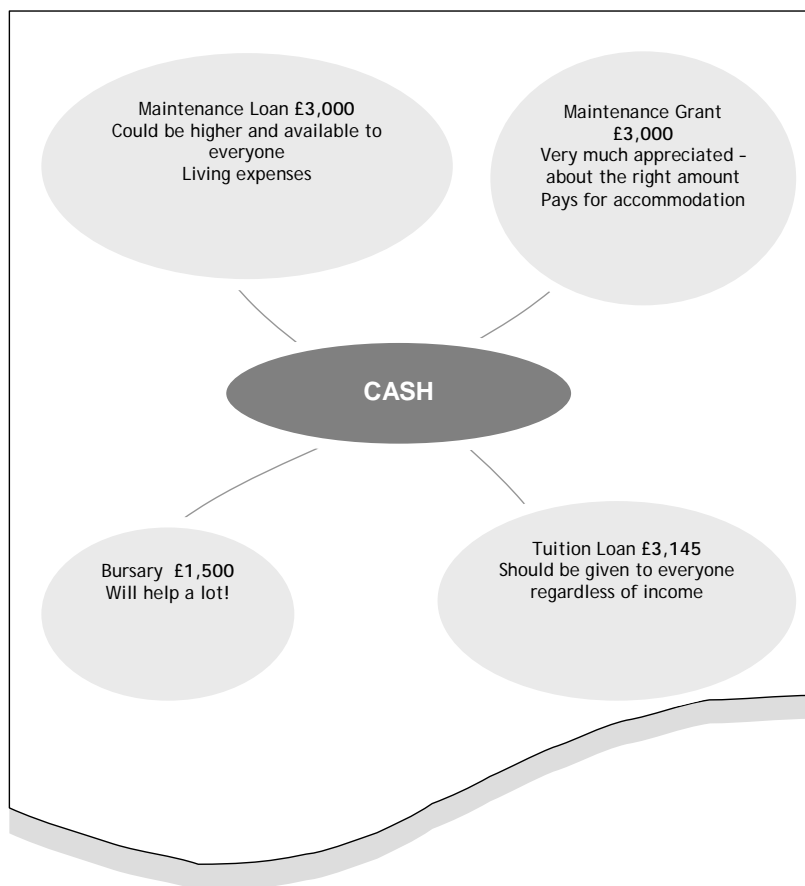 Maintenance Loan £3,000
Could be higher and available to
everyone
Living expenses
Maintenance Grant
£3,000
Very much appreciated –
about the right amount
Pays for accommodation
CASH
Bursary £1,500
Will help a lot!
Tuition Loan £3,145
Should be given to everyone
regardless of income